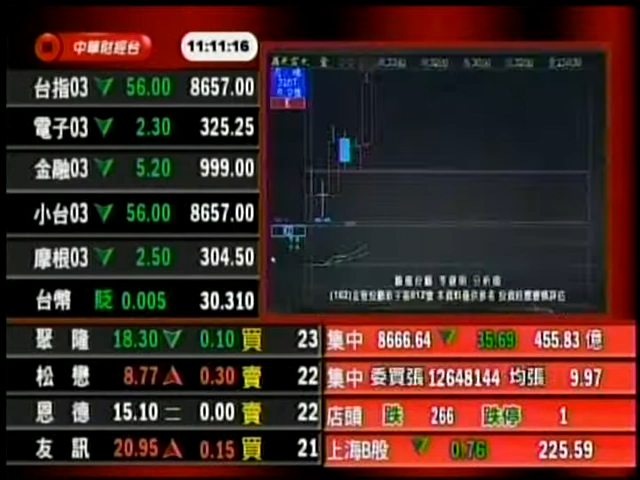 中華財經台
11:11:16
台指03 56.00 8657.00
電子03 2.30 325.25
金融03 5.20 999.00
小台03 56.00 8657.00
摩根03 2.50 304.50
台幣 貶 0.005 30.310
聚隆 18.30 0.10 買 23
松懋 8.77 0.30 賣 22
恩德 15.10 二 0.00 賣 22
友訊 20.95 0.15 買 21
集中 8666.64 35.69 455.83 億
集中 委買張 12648144 均張 9.97
店頭 跌 266 跌停 1
上海B股 0.76 225.59